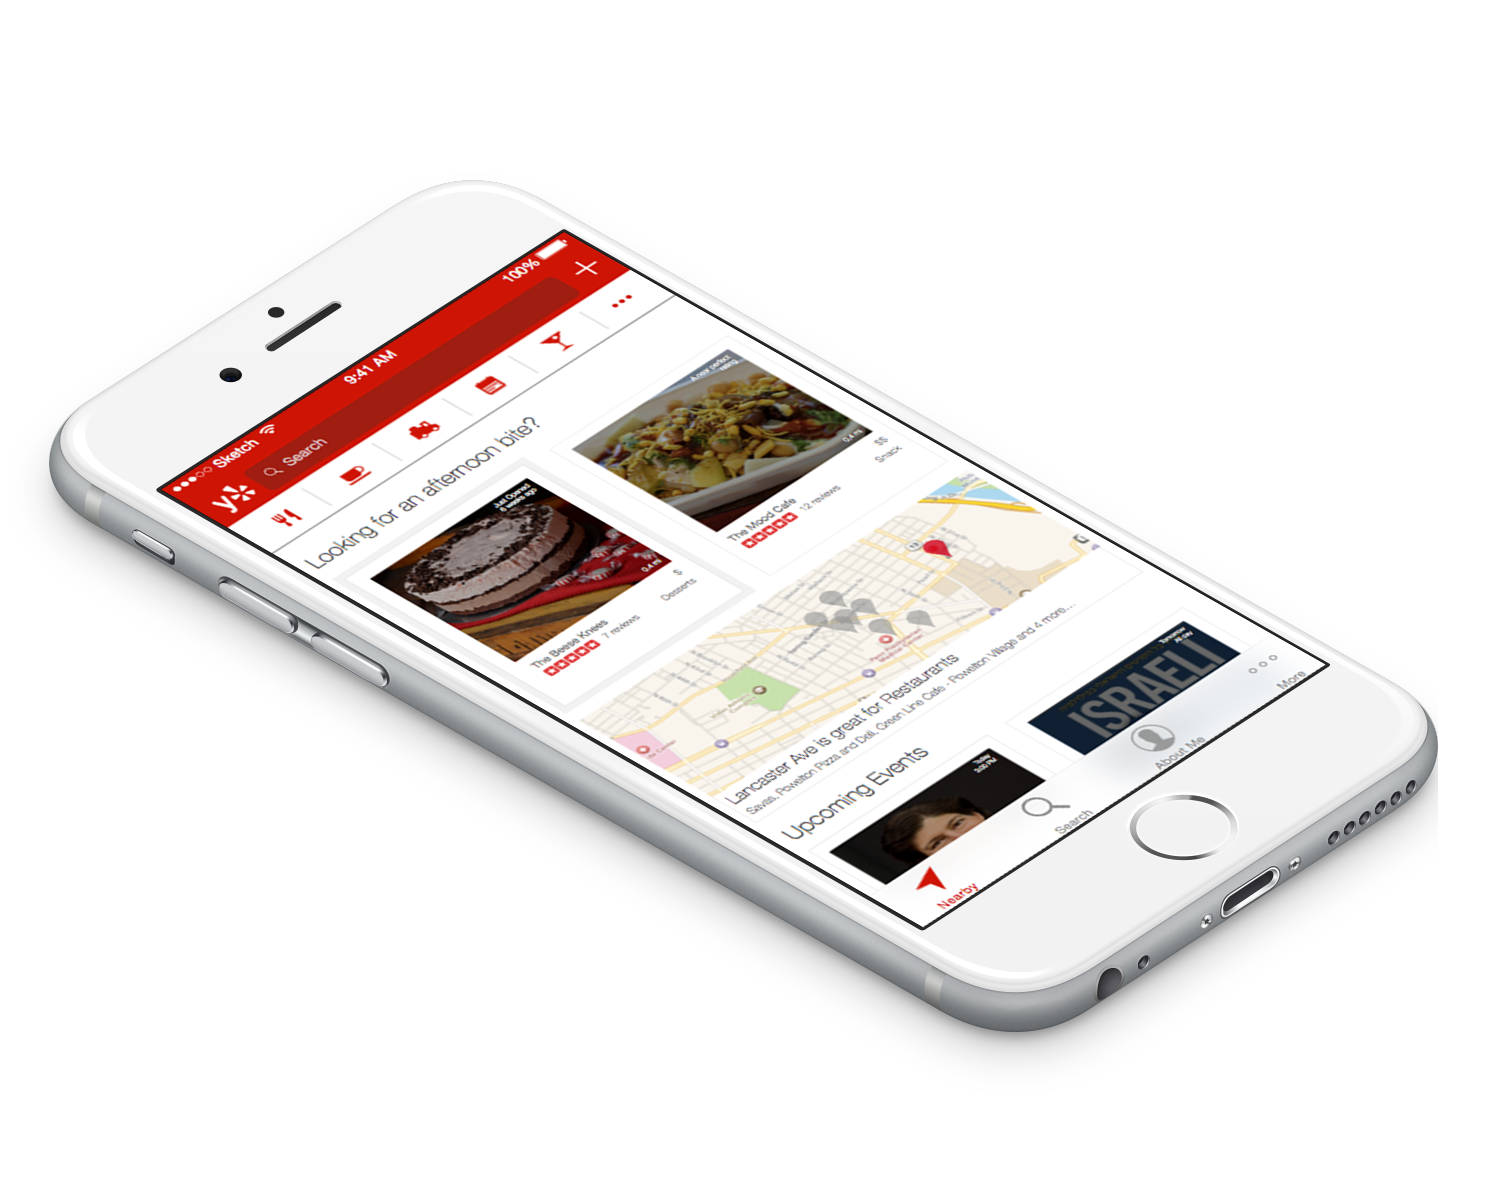 Sketch
9:41 AM
100%
y
Search
Looking for an afternoon bite?
Just Opened
6 weeks ago
0.4 mi
The Beese Knees
$
7 reviews
Desserts
A near perfect
rating...
0.4 mi
The Mood Cafe
$$
12 reviews
Snack
13
Lancaster Ave is great for Restaurants
Savas, Powelton Pizza and Deli, Green Line Cafe - Powelton Village and 4 more...
Upcoming Events
Today
3:00 PM
Tomorrow
All day
ISRAELI
Nearby
Search
About Me
More